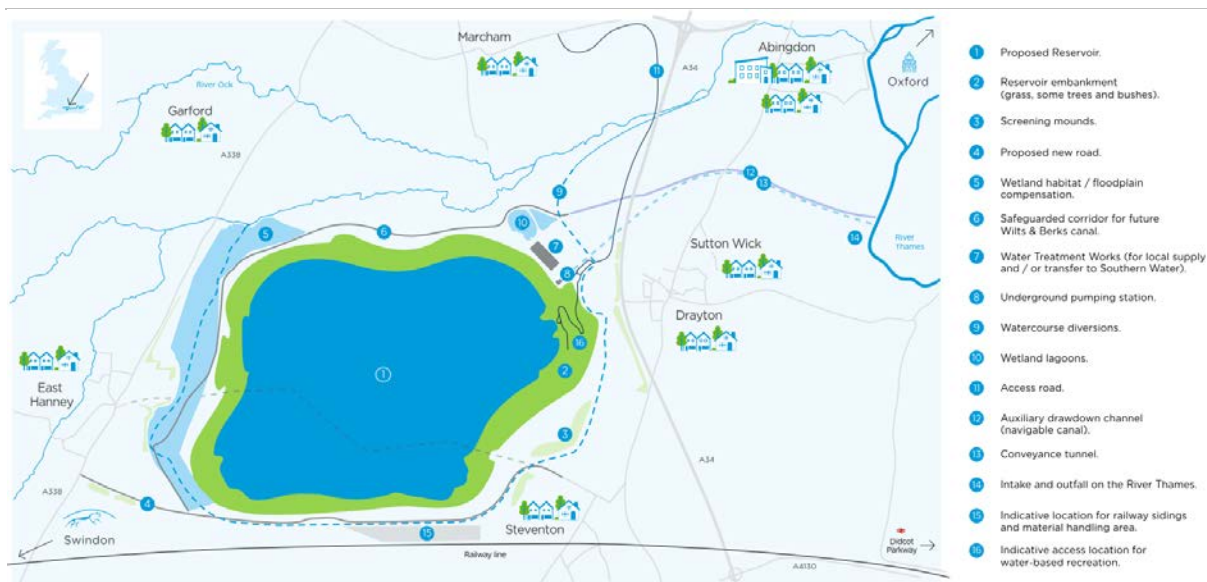 Marcham
Abingdon
A34
Oxford
River Ock
Garford
A338
11
12
13
9
5
6
10
7
14
River
Thames
Sutton Wick
8
Drayton
16
East
Hanney
1
2
3
A34
A338
4
Swindon
Steventon
15
Railway line
Didcot
Parkway
A4130
1 Proposed Reservoir.
2 Reservoir embankment
(grass, some trees and bushes).
3 Screening mounds.
4 Proposed new road.
5 Wetland habitat / floodplain
compensation.
6 Safeguarded corridor for future
Wilts & Berks canal.
7 Water Treatment Works (for local supply
and / or transfer to Southern Water).
8 Underground pumping station.
9 Watercourse diversions.
10 Wetland lagoons.
11 Access road.
12 Auxiliary drawdown channel
(navigable canal).
13 Conveyance tunnel.
14 Intake and outfall on the River Thames.
15 Indicative location for railway sidings
and material handling area.
16 Indicative access location for
water-based recreation.